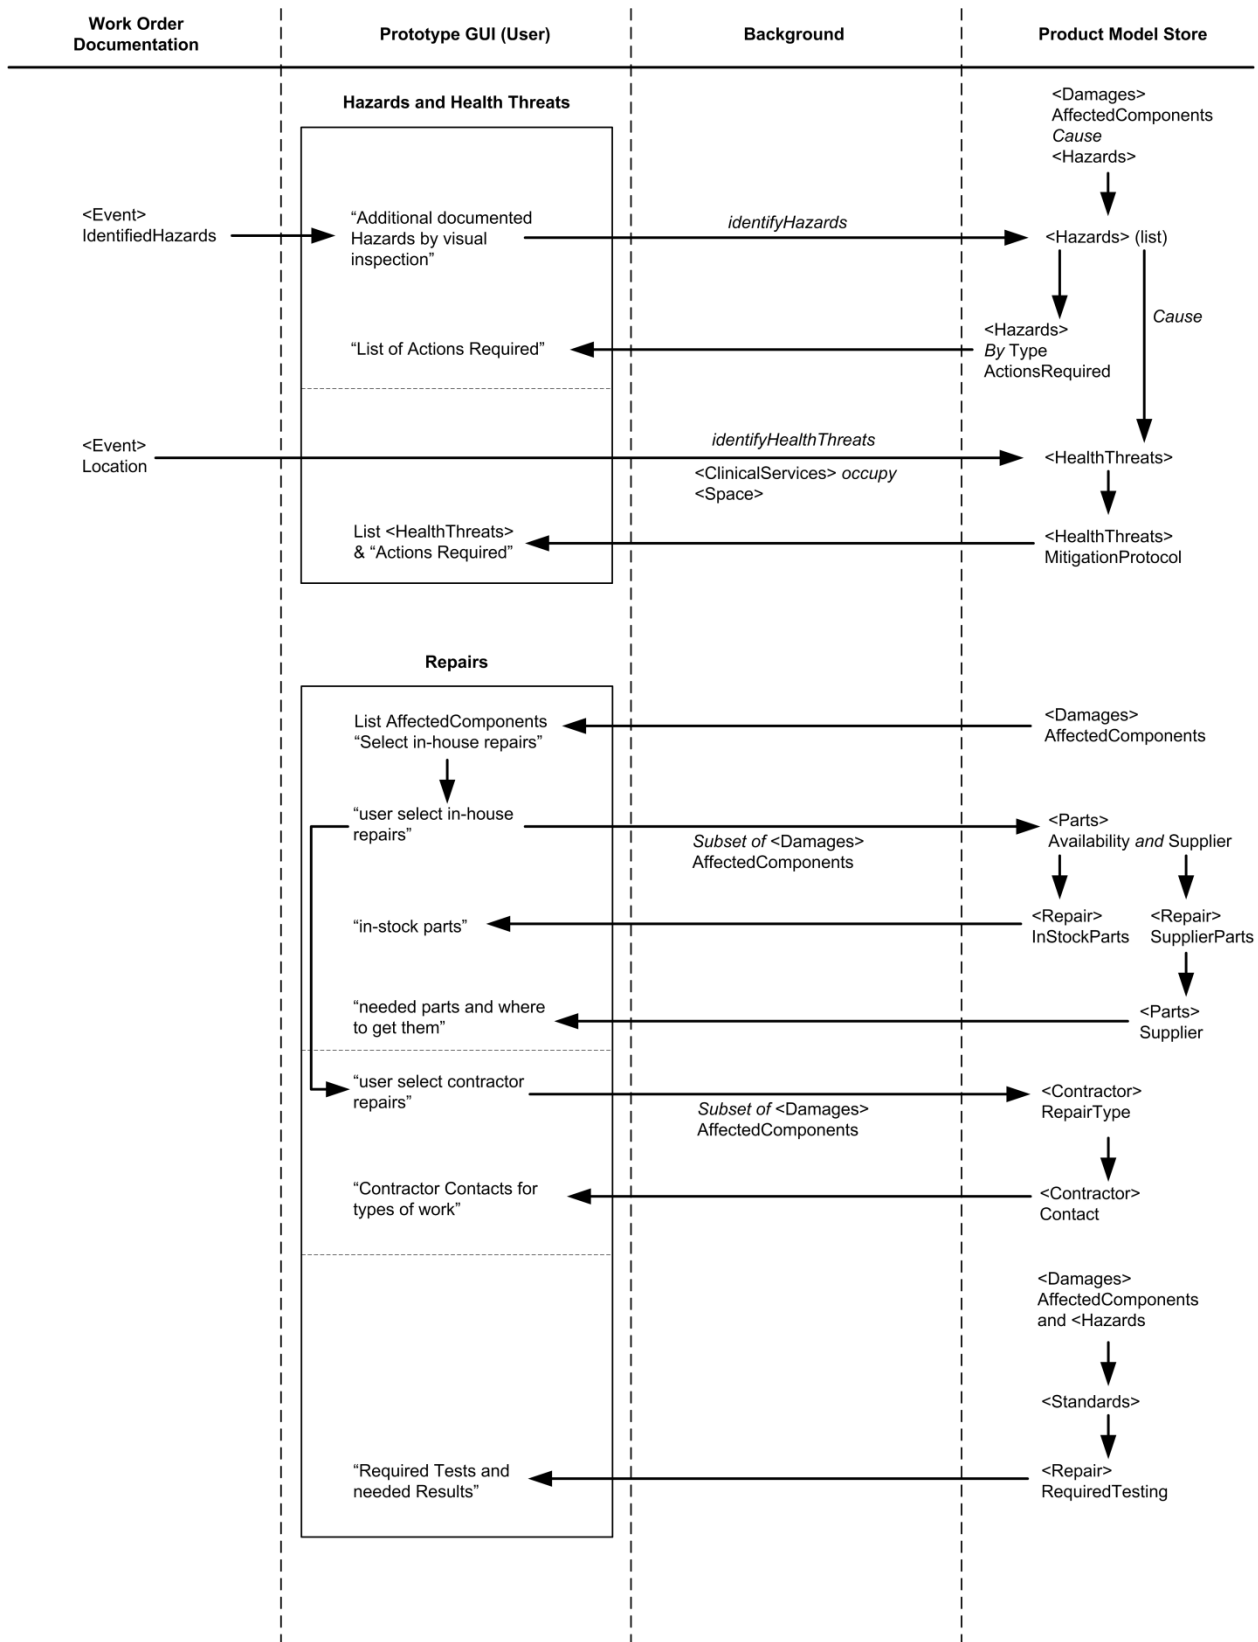 Work Order
Documentation
Prototype GUI (User)
Background
Product Model Store
Hazards and Health Threats
<Damages>
AffectedComponents
Cause
<Hazards>
<Event>
IdentifiedHazards
“Additional documented
Hazards by visual
inspection”
identifyHazards
<Hazards> (list)
Cause
“List of Actions Required”
<Hazards>
By Type
ActionsRequired
<Event>
Location
identifyHealthThreats
<ClinicalServices> occupy
<Space>
<HealthThreats>
List <HealthThreats>
& “Actions Required”
<HealthThreats>
MitigationProtocol
Repairs
List AffectedComponents
“Select in-house repairs”
<Damages>
AffectedComponents
“user select in-house
repairs”
Subset of <Damages>
AffectedComponents
<Parts>
Availability and Supplier
“in-stock parts”
<Repair>
InStockParts
<Repair>
SupplierParts
“needed parts and where
to get them”
<Parts>
Supplier
“user select contractor
repairs”
Subset of <Damages>
AffectedComponents
<Contractor>
RepairType
“Contractor Contacts for
types of work”
<Contractor>
Contact
<Damages>
AffectedComponents
and <Hazards
<Standards>
“Required Tests and
needed Results”
<Repair>
RequiredTesting